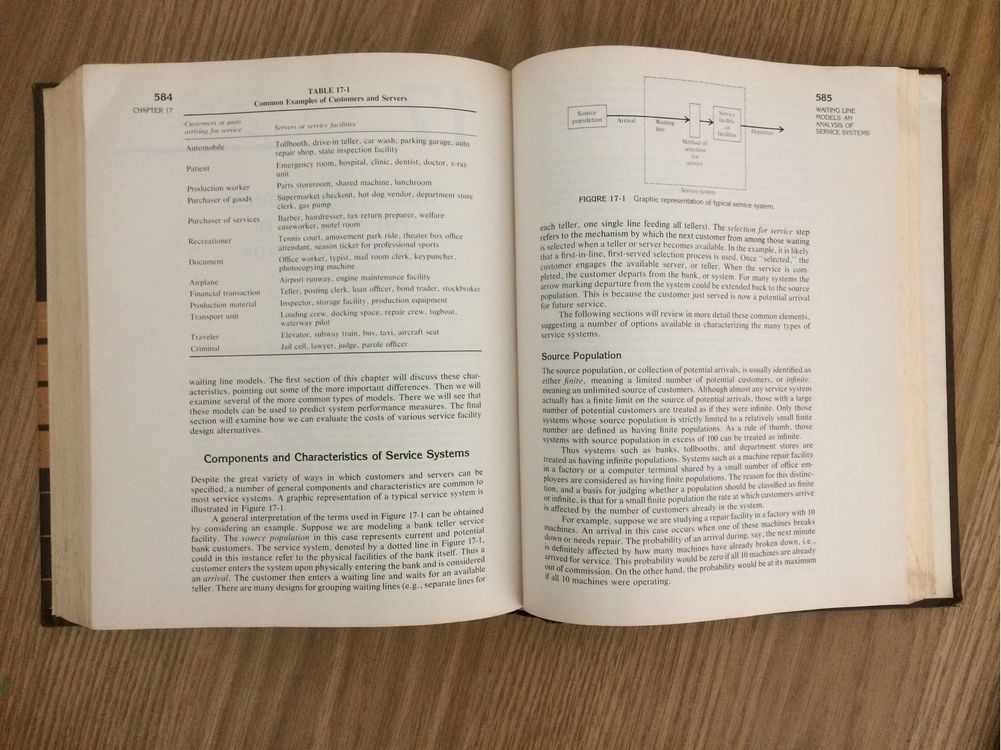 584
CHAPTER 17
TABLE 17-1
Common Examples of Customers and Servers
Customers or units
arriving for service
Servers or service facilities
Automobile
Tollbooth, drive-in teller, car wash, parking garage, auto
repair shop, state inspection facility
Patient
Emergency room, hospital, clinic, dentist, doctor, x-ray
unit
Production worker
Parts storeroom, shared machine, lunchroom
Purchaser of goods
Supermarket checkout, hot dog vendor, department store
clerk, gas pump
Purchaser of services
Barber, hairdresser, tax return preparer, welfare
caseworker, motel room
Recreationer
Tennis court, amusement park ride, theater box office
attendant, season ticket for professional sports
Document
Office worker, typist, mail room clerk, keypuncher,
photocopying machine
Airplane
Airport runway, engine maintenance facility
Financial transaction
Teller, posting clerk, loan officer, bond trader, stockbroker
Production material
Inspector, storage facility, production equipment
Transport unit
Loading crew, docking space, repair crew, tugboat,
waterway pilot
Traveler
Elevator, subway train, bus, taxi, aircraft seat
Criminal
Jail cell, lawyer, judge, parole officer
waiting line models. The first section of this chapter will discuss these char-
acteristics, pointing out some of the more important differences. Then we will
examine several of the more common types of models. There we will see that
these models can be used to predict system performance measures. The final
section will examine how we can evaluate the costs of various service facility
design alternatives.
Components and Characteristics of Service Systems
Despite the great variety of ways in which customers and servers can be
specified, a number of general components and characteristics are common to
most service systems. A graphic representation of a typical service system is
illustrated in Figure 17-1.
A general interpretation of the terms used in Figure 17-1 can be obtained
by considering an example. Suppose we are modeling a bank teller service
facility. The source population in this case represents current and potential
bank customers. The service system, denoted by a dotted line in Figure 17-1,
could in this instance refer to the physical facilities of the bank itself. Thus a
customer enters the system upon physically entering the bank and is considered
an arrival. The customer then enters a waiting line and waits for an available
teller. There are many designs for grouping waiting lines (e.g., separate lines for
585
WAITING LINE
MODELS: AN
ANALYSIS OF
SERVICE SYSTEMS
Source
population
Arrival
Waiting
line
Method of
selection
for
service
Service
facility
or
facilities
Departure
Service system
FIGURE 17-1 Graphic representation of typical service system.
each teller, one single line feeding all tellers). The selection for service step
refers to the mechanism by which the next customer from among those waiting
is selected when a teller or server becomes available. In the example, it is likely
that a first-in-line, first-served selection process is used. Once "selected," the
customer engages the available server, or teller. When the service is com-
pleted, the customer departs from the bank, or system. For many systems the
arrow marking departure from the system could be extended back to the source
population. This is because the customer just served is now a potential arrival
for future service.
The following sections will review in more detail these common elements,
suggesting a number of options available in characterizing the many types of
service systems.
Source Population
The source population, or collection of potential arrivals, is usually identified as
either finite, meaning a limited number of potential customers, or infinite,
meaning an unlimited source of customers. Although almost any service system
actually has a finite limit on the source of potential arrivals, those with a large
number of potential customers are treated as if they were infinite. Only those
systems whose source population is strictly limited to a relatively small finite
number are defined as having finite populations. As a rule of thumb, those
systems with source population in excess of 100 can be treated as infinite.
Thus systems such as banks, tollbooths, and department stores are
treated as having infinite populations. Systems such as a machine repair facility
in a factory or a computer terminal shared by a small number of office em-
ployees are considered as having finite populations. The reason for this distinc-
tion, and a basis for judging whether a population should be classified as finite
or infinite, is that for a small finite population the rate at which customers arrive
is affected by the number of customers already in the system.
For example, suppose we are studying a repair facility in a factory with 10
machines. An arrival in this case occurs when one of these machines breaks
down or needs repair. The probability of an arrival during, say, the next minute
is definitely affected by how many machines have already broken down, i.e.,
arrived for service. This probability would be zero if all 10 machines are already
out of commission. On the other hand, the probability would be at its maximum
if all 10 machines were operating.